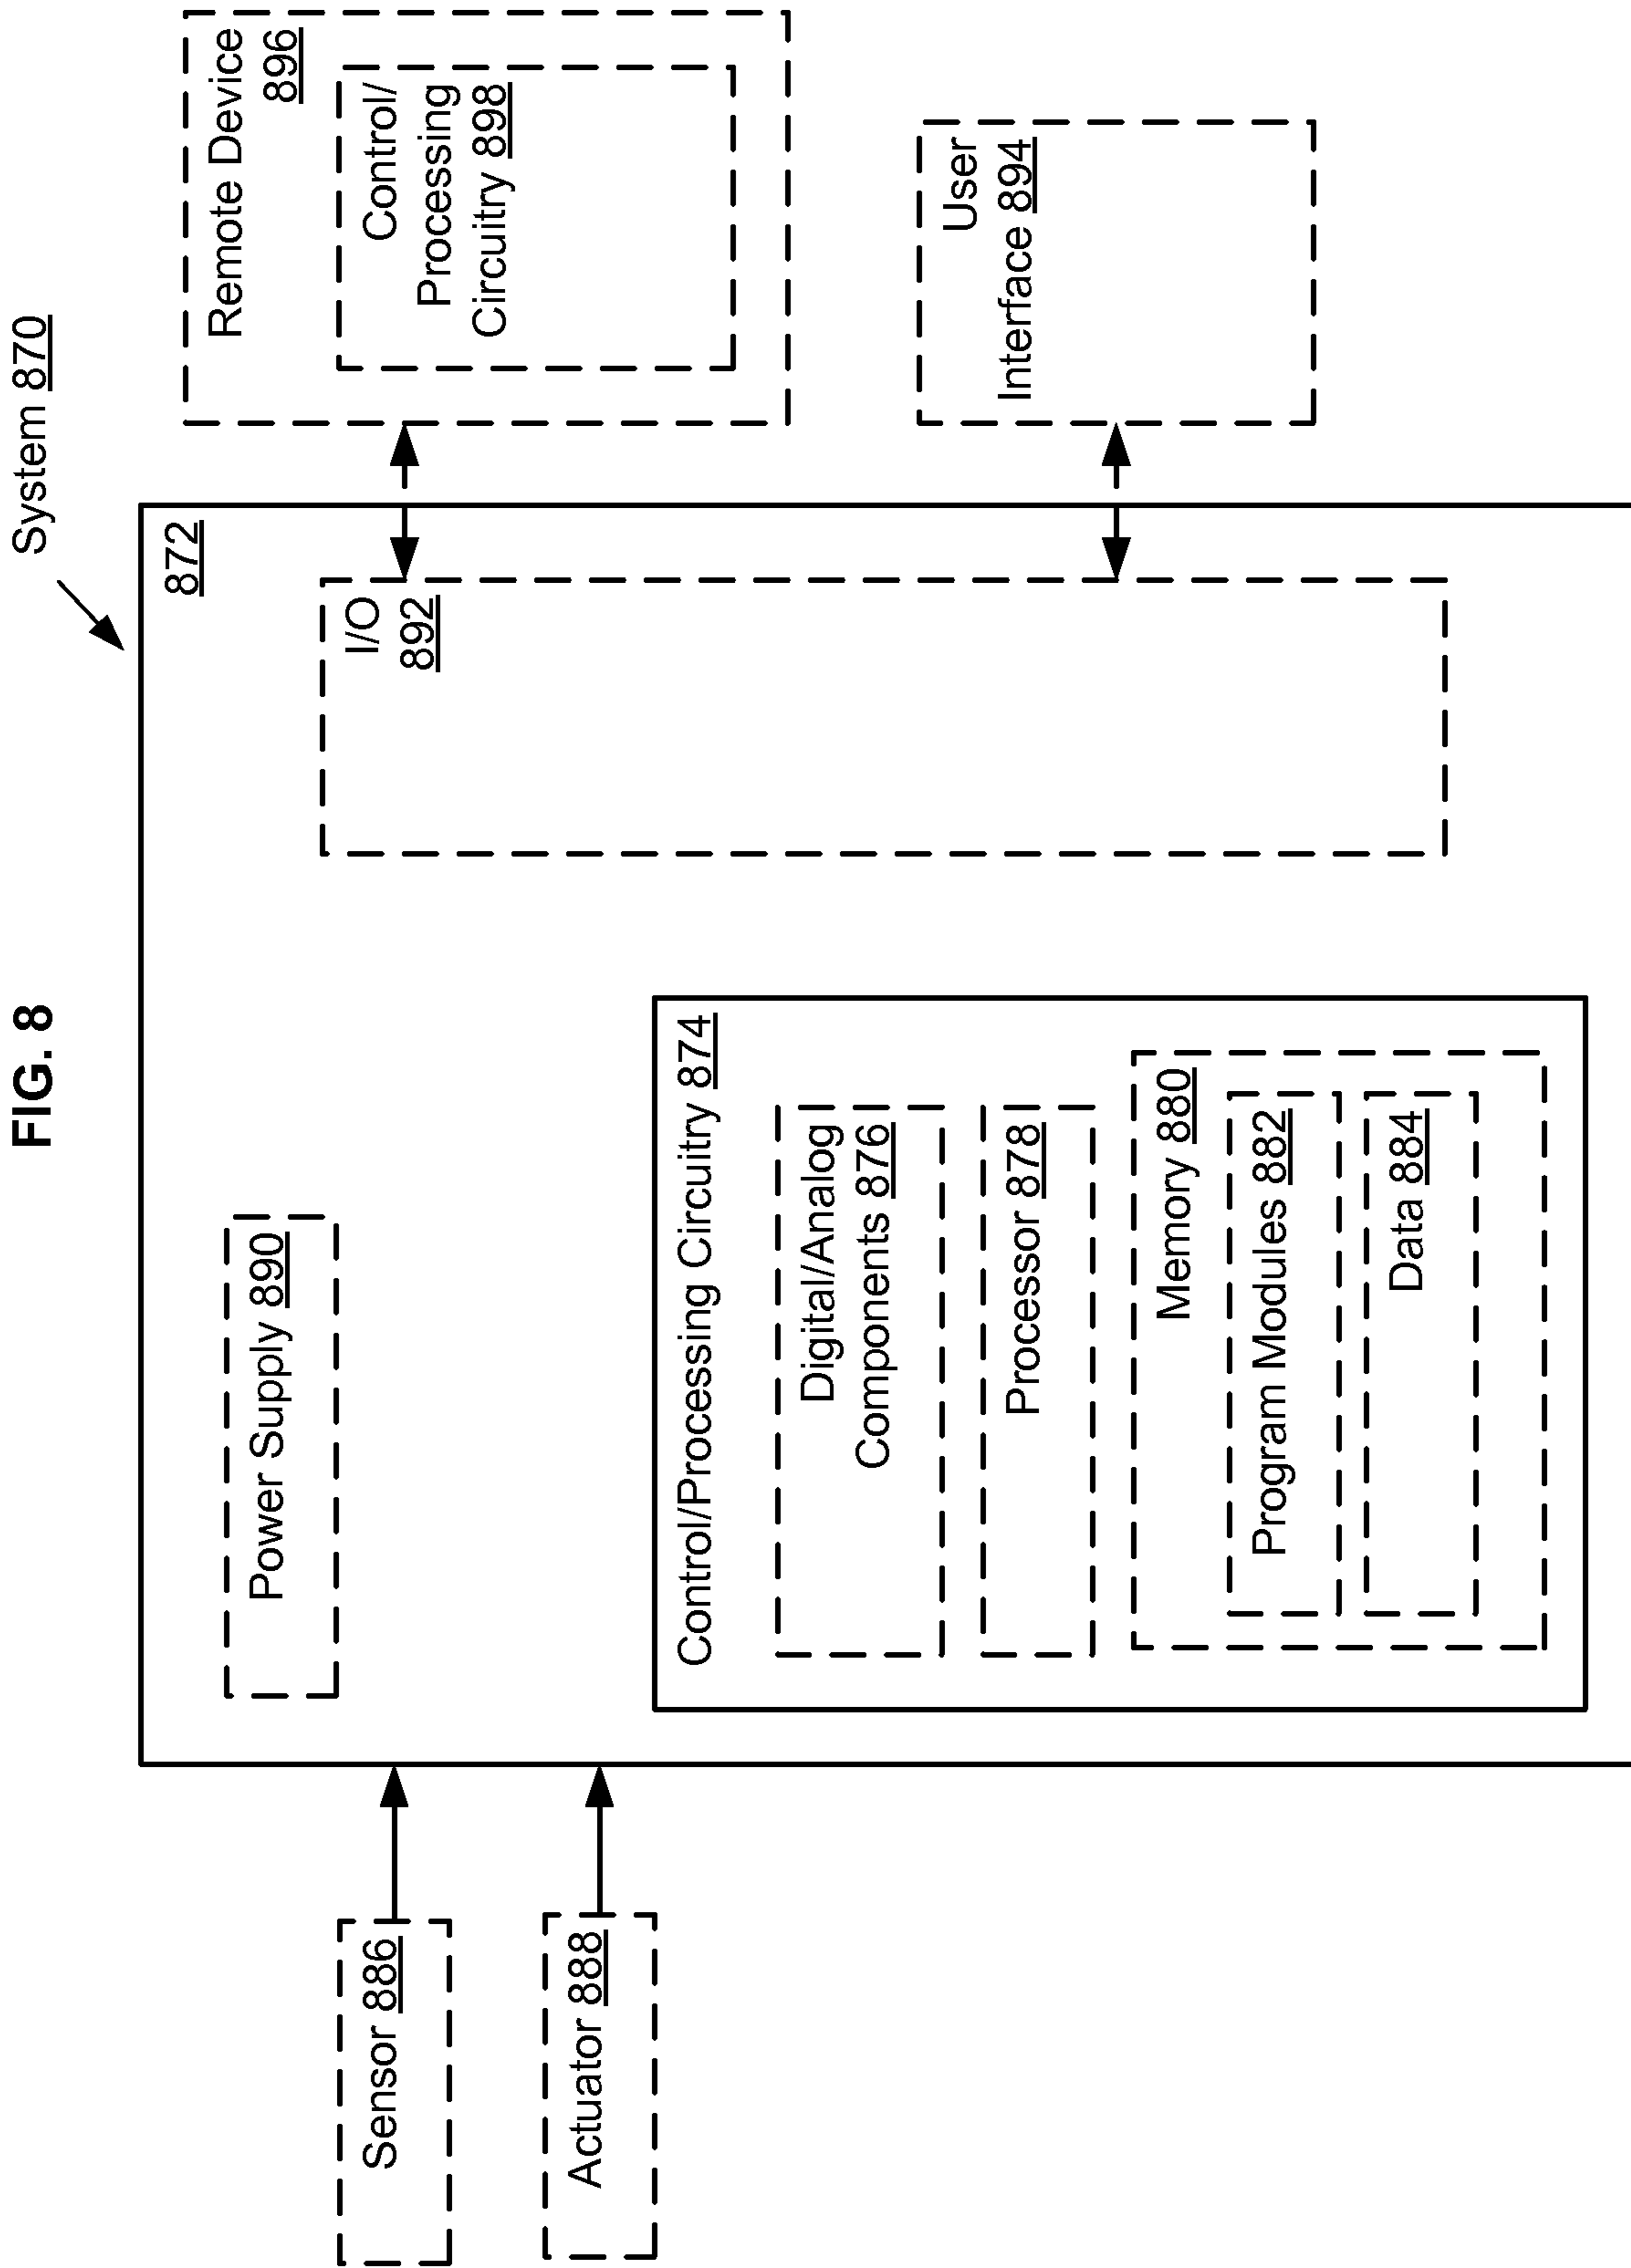 FIG. 8
System 870
872
Sensor 886
Actuator 888
Power Supply 890
Control/Processing Circuitry 874
Digital/Analog
Components 876
Processor 878
Memory 880
Program Modules 882
Data 884
I/O
892
Remote Device
896
Control/
Processing
Circuitry 898
User
Interface 894